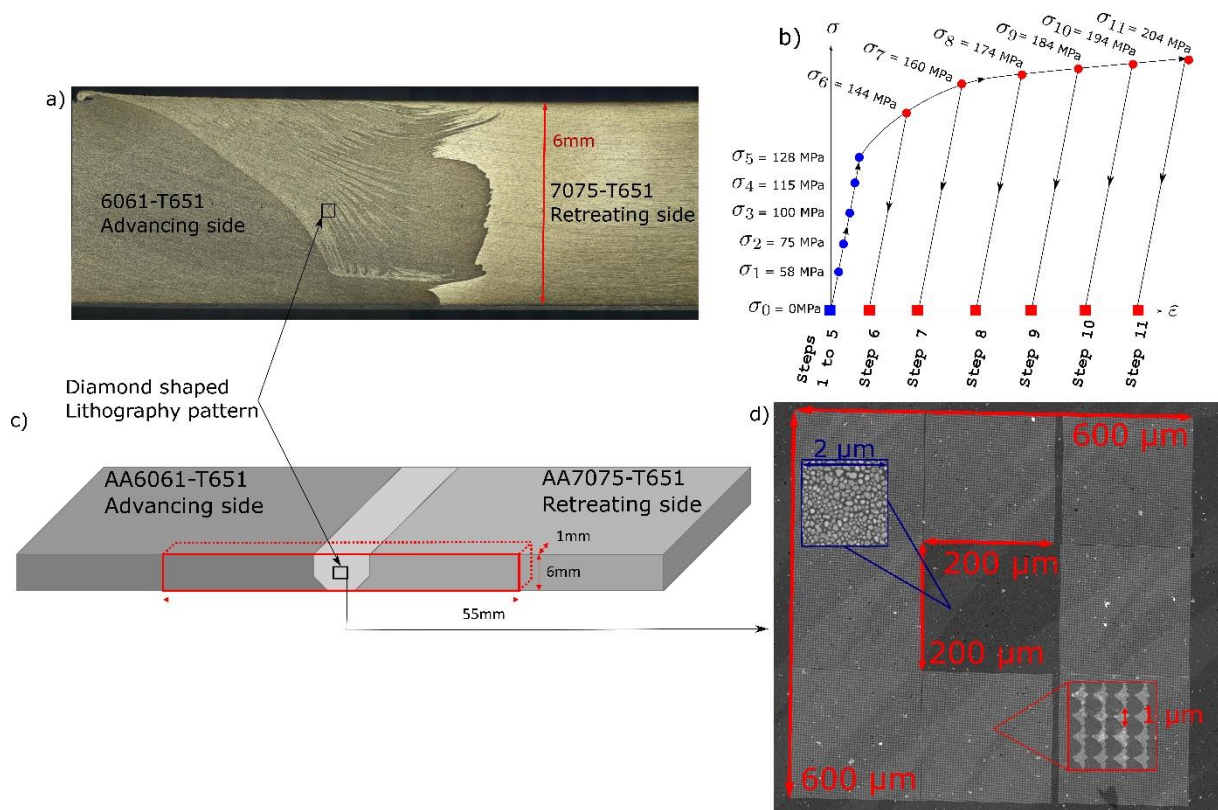 a)
6mm
6061-T651
Advancing side
7075-T651
Retreating side
b)
σ
σ11 = 204 MPa
σ10 = 194 MPa
σ9 = 184 MPa
σ8 = 174 MPa
σ7 = 160 MPa
σ6 = 144 MPa
σ5 = 128 MPa
σ4 = 115 MPa
σ3 = 100 MPa
σ2 = 75 MPa
σ1 = 58 MPa
σ0 = 0MPa
ε
Steps
1 to 5
Step 6
Step 7
Step 8
Step 9
Step 10
Step 11
Diamond shaped
Lithography pattern
c)
AA6061-T651
Advancing side
AA7075-T651
Retreating side
1mm
6mm
55mm
d)
600 µm
2 µm
200 µm
200 µm
1 µm
600 µm